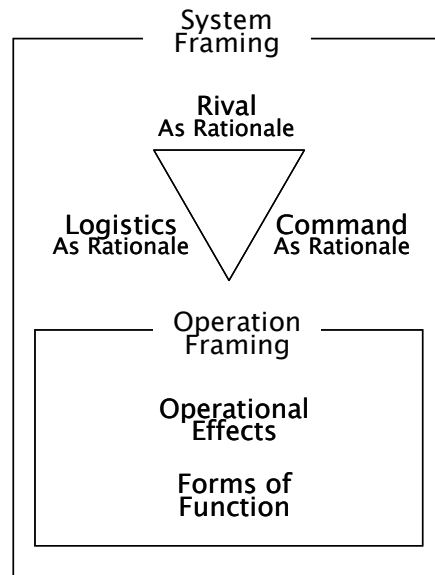 System
Framing
Rival
As Rationale
Logistics
As Rationale
Command
As Rationale
Operation
Framing
Operational
Effects
Forms of
Function